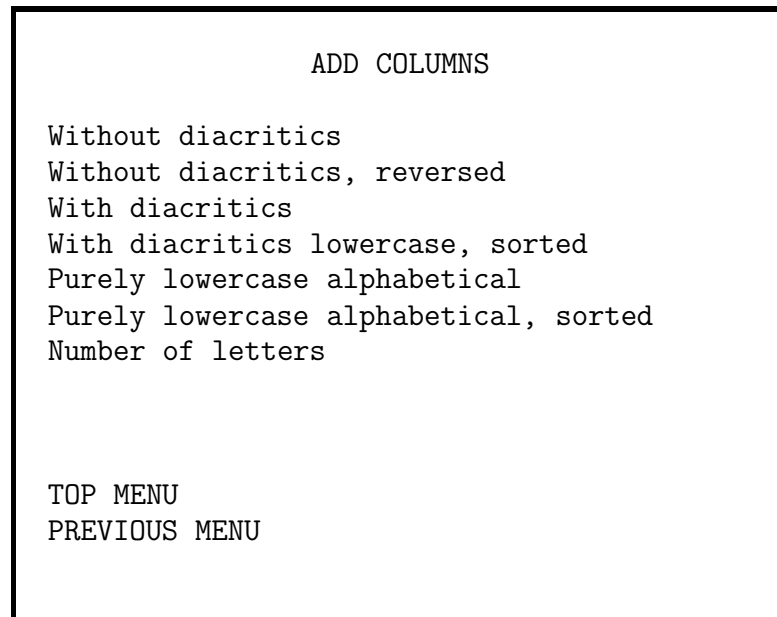 ADD COLUMNS
Without diacritics
Without diacritics, reversed
With diacritics
With diacritics lowercase, sorted
Purely lowercase alphabetical
Purely lowercase alphabetical, sorted
Number of letters
TOP MENU
PREVIOUS MENU